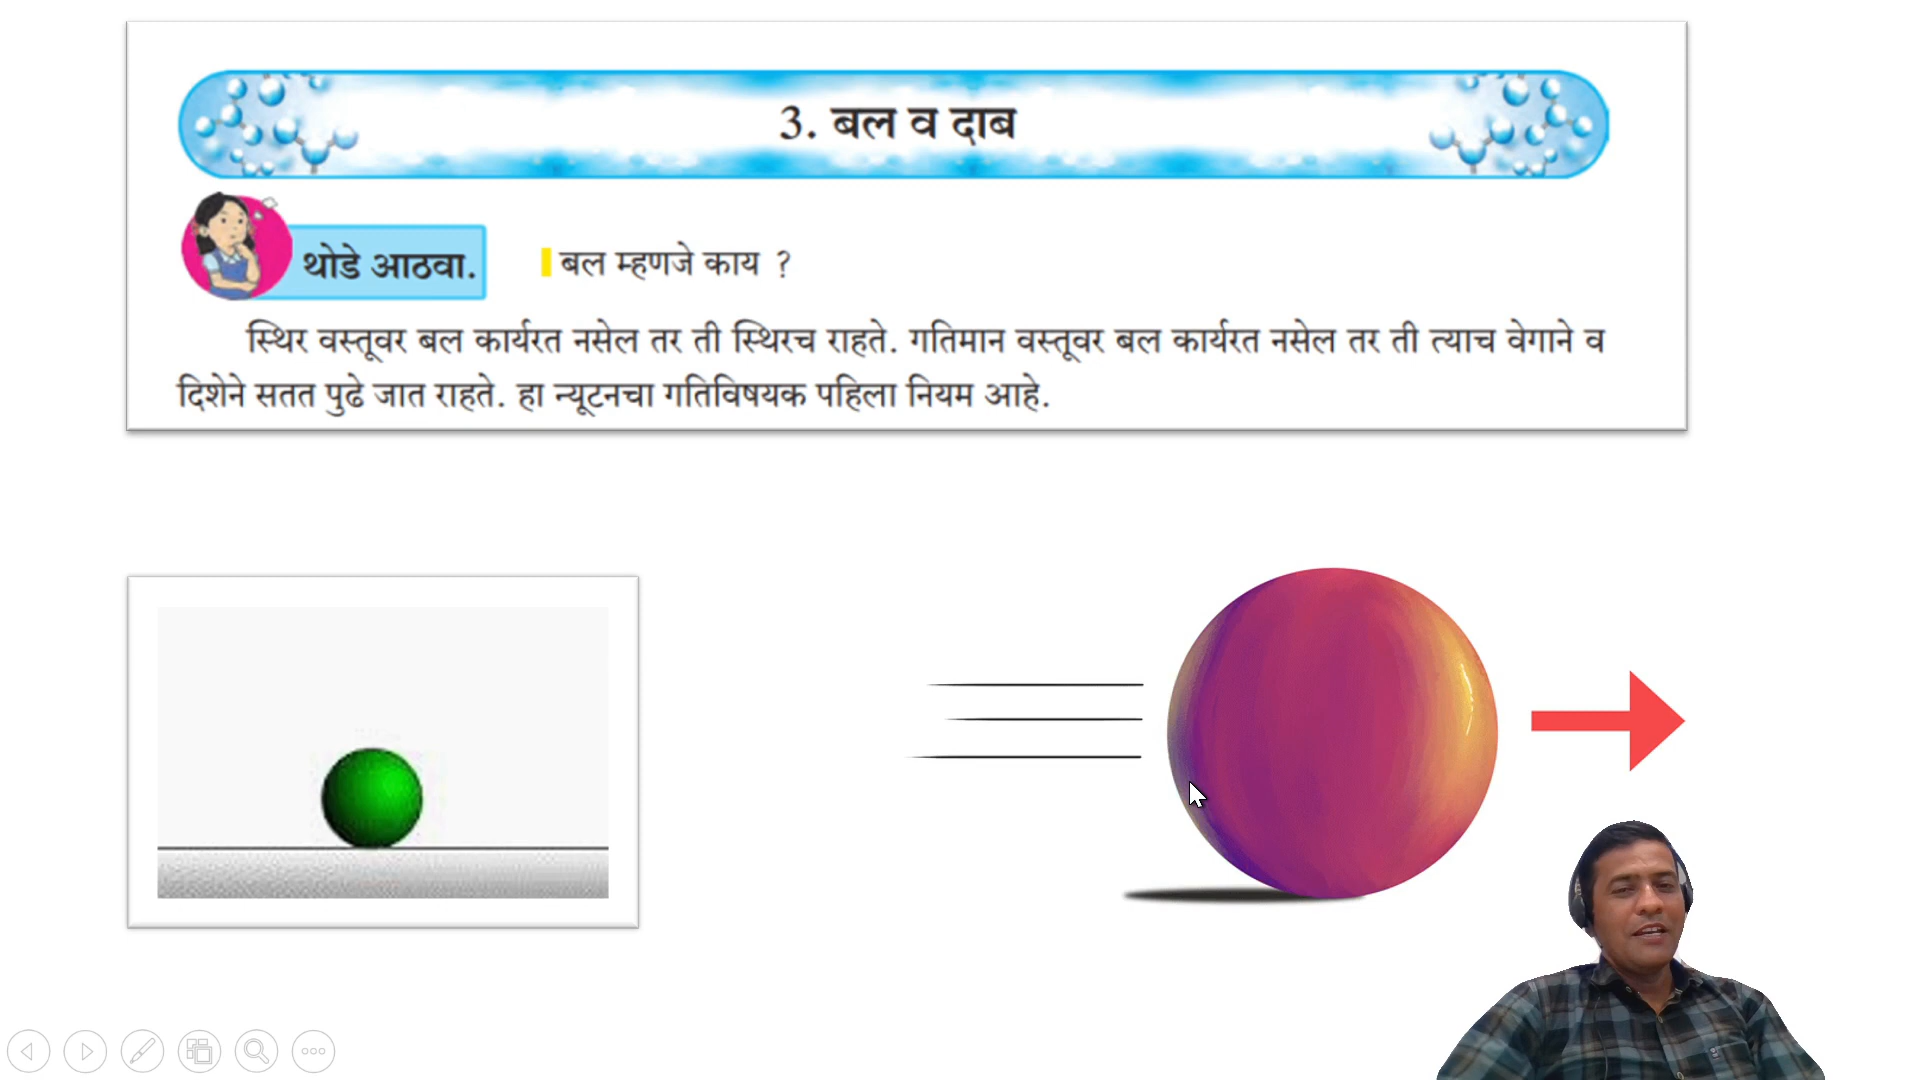 3. बल व दाब
थोडे आठवा.
बल म्हणजे काय ?
स्थिर वस्तूवर बल कार्यरत नसेल तर ती स्थिरच राहते. गतिमान वस्तूवर बल कार्यरत नसेल तर ती त्याच वेगाने व
दिशेने सतत पुढे जात राहते. हा न्यूटनचा गतिविषयक पहिला नियम आहे.